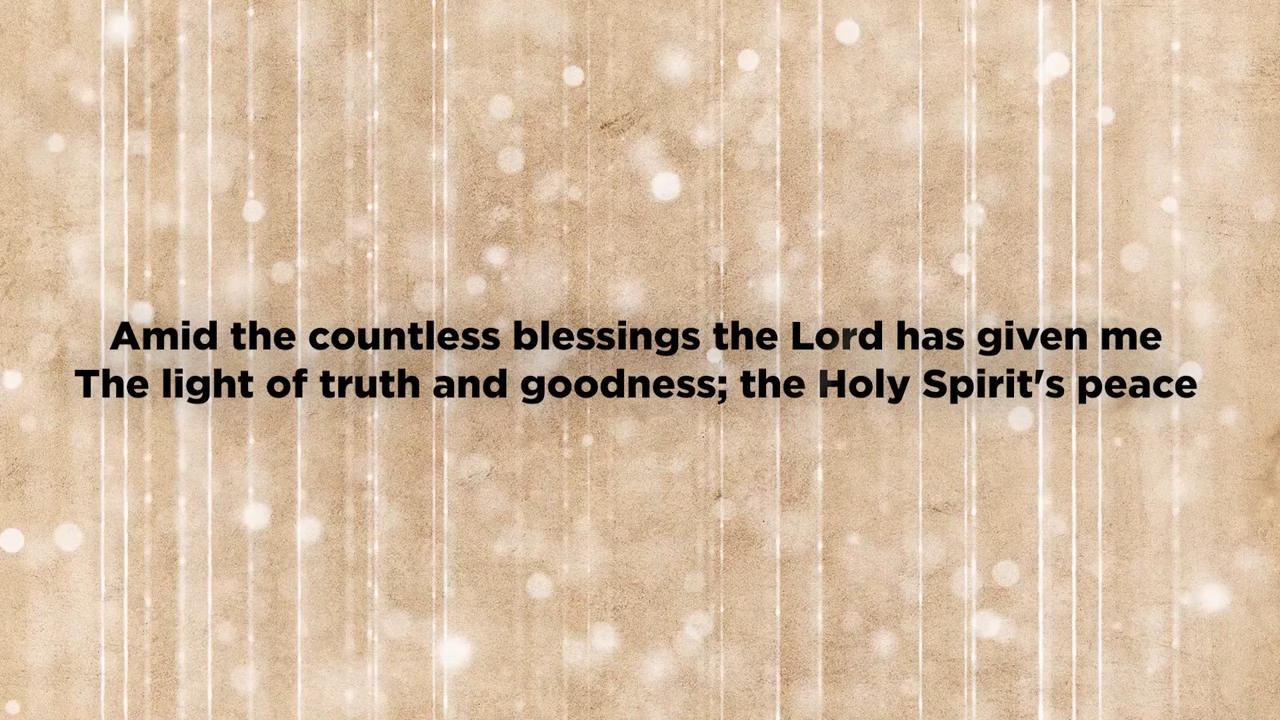 Amid the countless blessings the Lord has given me
The light of truth and goodness; the Holy Spirit's peace